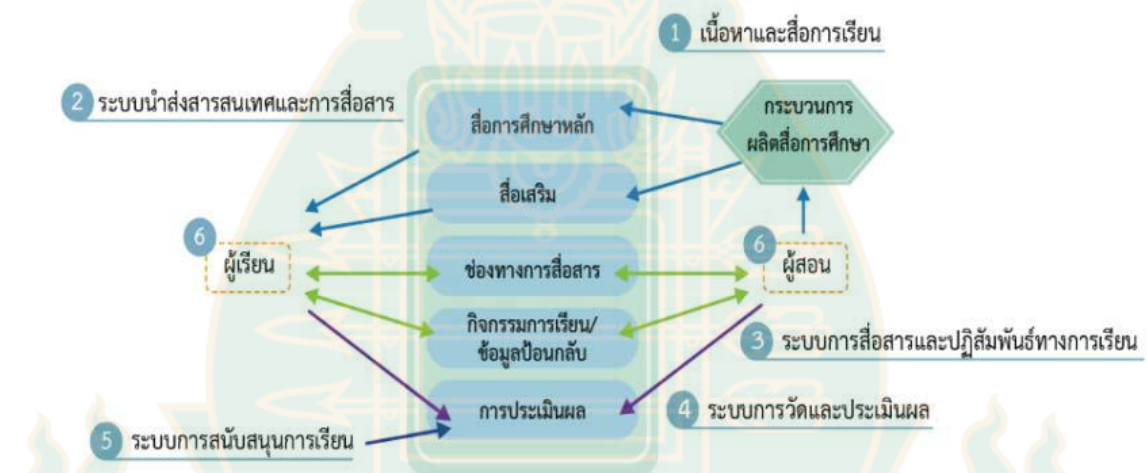 1 เนื้อหาและสื่อการเรียน
2 ระบบนำส่งสารสนเทศและการสื่อสาร
สื่อการศึกษาหลัก
กระบวนการ
ผลิตสื่อการศึกษา
สื่อเสริม
6
ผู้เรียน
ช่องทางการสื่อสาร
6
ผู้สอน
กิจกรรมการเรียน/
ข้อมูลป้อนกลับ
3 ระบบการสื่อสารและปฏิสัมพันธ์ทางการเรียน
การประเมินผล
4 ระบบการวัดและประเมินผล
5 ระบบการสนับสนุนการเรียน